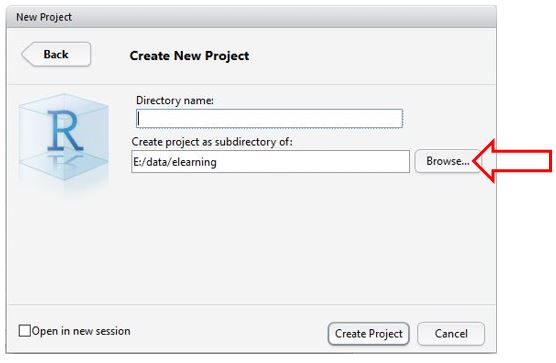 New Project
Back
Create New Project
R
Directory name:
Create project as subdirectory of:
E:/data/elearning
Browse...
Open in new session
Create Project
Cancel